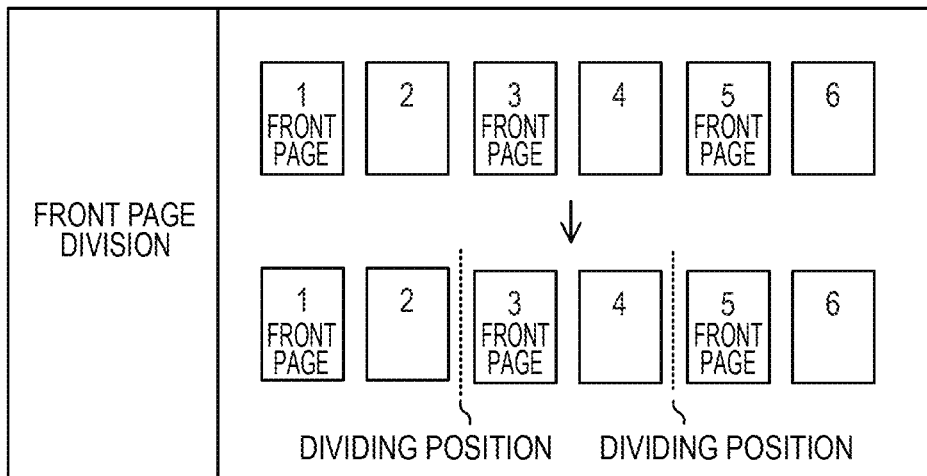 FRONT PAGE
DIVISION
1 2 3 4 5 6
FRONT FRONT FRONT
PAGE PAGE PAGE
1 2 3 4 5 6
FRONT FRONT FRONT
PAGE PAGE PAGE
DIVIDING POSITION DIVIDING POSITION